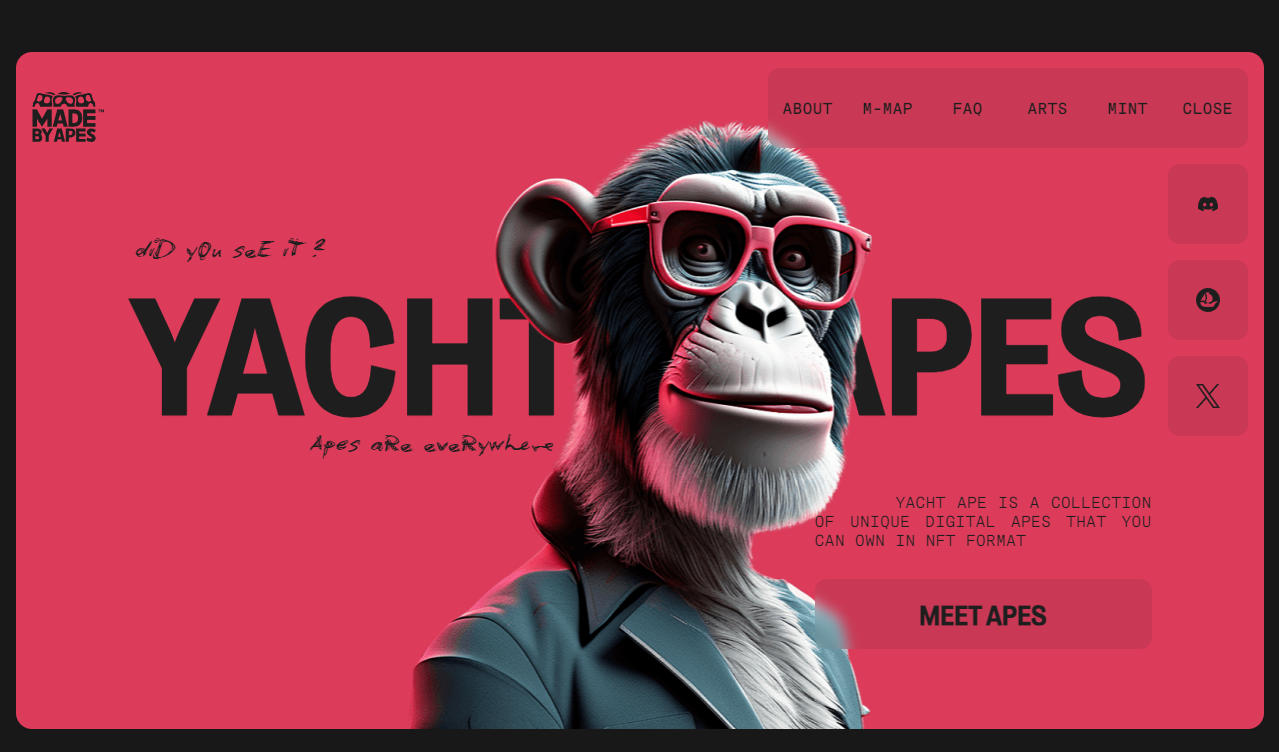 MADE
BY APES
™
ABOUT M-MAP FAQ ARTS MINT CLOSE
diD yOu seE iT ?
YACHT APES
Apes aRe eveRywhere
YACHT APE IS A COLLECTION
OF UNIQUE DIGITAL APES THAT YOU
CAN OWN IN NFT FORMAT
MEET APES